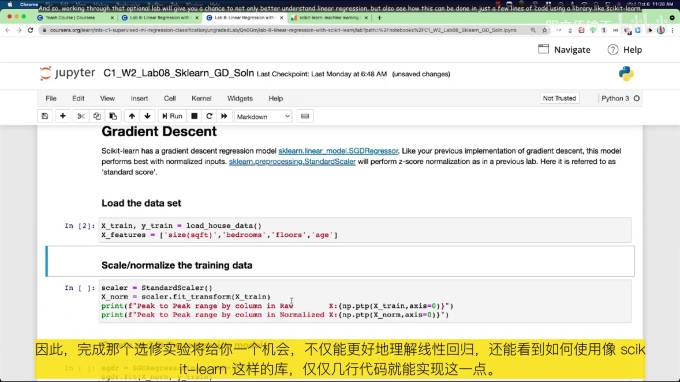 And so, working through that optional lab will give you a chance to not only better understand linear regression, but also see how this can be done in just a few lines of code using a library like Scikit-learn
Navigate Help
jupyter C1_W2_Lab08_Sklearn_GD_Soln Last Checkpoint: Last Monday at 6:48 AM (unsaved changes)
File Edit View Insert Cell Kernel Widgets Help Not Trusted Python 3
Run Markdown
Gradient Descent
Scikit-learn has a gradient descent regression model sklearn.linear_model.SGDRegressor. Like your previous implementation of gradient descent, this model
performs best with normalized inputs. sklearn.preprocessing.StandardScaler will perform z-score normalization as in a previous lab. Here it is referred to as
'standard score'.
Load the data set
In [2]: X_train, y_train = load_house_data()
X_features = ['size(sqft)','bedrooms','floors','age']
Scale/normalize the training data
In [ ]: scaler = StandardScaler()
X_norm = scaler.fit_transform(X_train)
print(f"Peak to Peak range by column in Raw X:{np.ptp(X_train,axis=0)}")
print(f"Peak to Peak range by column in Normalized X:{np.ptp(X_norm,axis=0)}")
因此，完成那个选修实验将给你一个机会，不仅能更好地理解线性回归，还能看到如何使用像 scik
it-learn 这样的库，仅仅几行代码就能实现这一点。